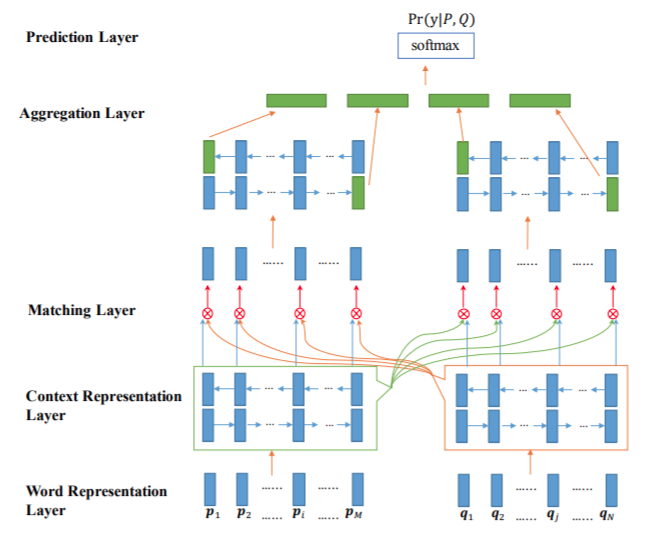 Pr(y|P, Q)
Prediction Layer
softmax
Aggregation Layer
... ...
... ...
... ...
... ...
...... ......
...... ......
Matching Layer
Context Representation
Layer
... ...
... ...
... ...
... ...
Word Representation
Layer
...... ......
...... ......
p1 p2 ...... pi ...... pM
q1 q2 ...... qj ...... qN